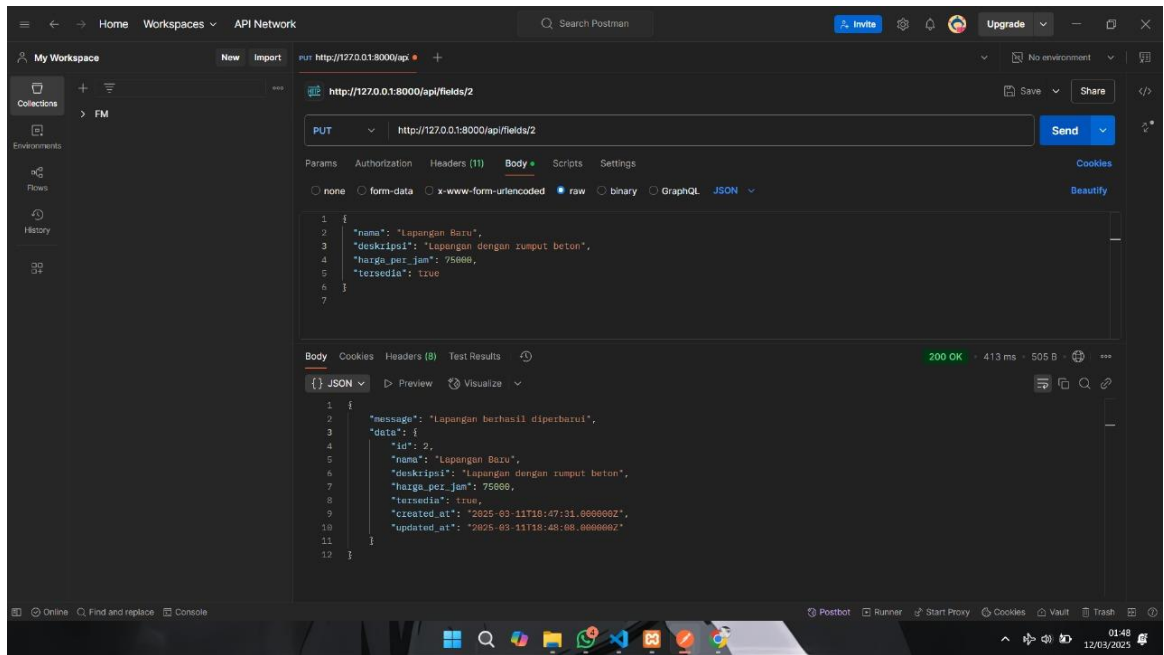 Home Workspaces API Network Search Postman Invite Upgrade
My Workspace New Import PUT http://127.0.0.1:8000/api No environment
Collections
FM
Environments
Flows
History
HTTP http://127.0.0.1:8000/api/fields/2 Save Share
PUT http://127.0.0.1:8000/api/fields/2 Send
Params Authorization Headers (11) Body Scripts Settings Cookies
none form-data x-www-form-urlencoded raw binary GraphQL JSON Beautify
1 {
2 "nama": "Lapangan Baru",
3 "deskripsi": "Lapangan dengan rumput beton",
4 "harga_per_jam": 75000,
5 "tersedia": true
6 }
7
Body Cookies Headers (8) Test Results 200 OK 413 ms 505 B
{} JSON Preview Visualize
1 {
2 "message": "Lapangan berhasil diperbarui",
3 "data": {
4 "id": 2,
5 "nama": "Lapangan Baru",
6 "deskripsi": "Lapangan dengan rumput beton",
7 "harga_per_jam": 75000,
8 "tersedia": true,
9 "created_at": "2025-03-11T18:47:31.000000Z",
10 "updated_at": "2025-03-11T18:48:08.000000Z"
11 }
12 }
Online Find and replace Console Postbot Runner Start Proxy Cookies Vault Trash
01:48
12/03/2025